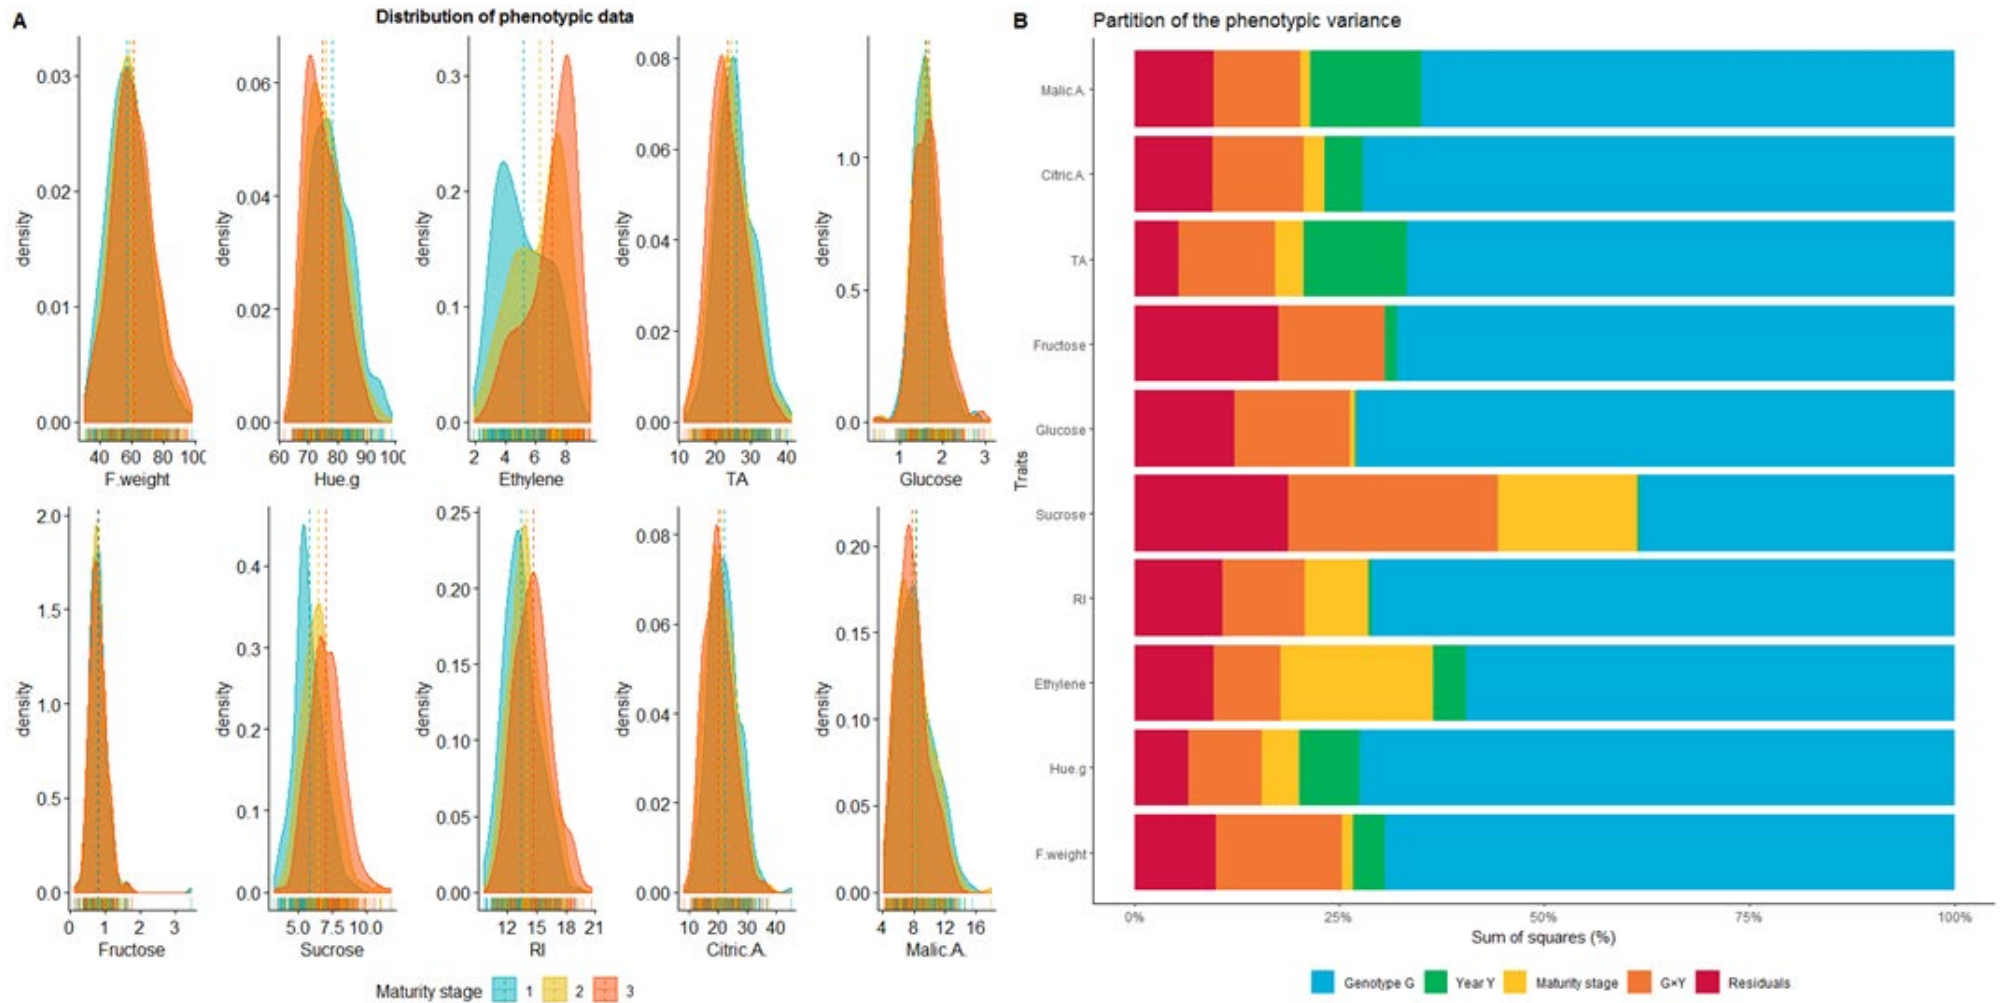 A
Distribution of phenotypic data
density
0.03
0.02
0.01
0.00
40 60 80 100
F.weight
density
0.06
0.04
0.02
0.00
60 70 80 90 100
Hue.g
density
0.3
0.2
0.1
0.0
2 4 6 8
Ethylene
density
0.08
0.06
0.04
0.02
0.00
10 20 30 40
TA
density
1.0
0.5
0.0
1 2 3
Glucose
density
2.0
1.5
1.0
0.5
0.0
0 1 2 3
Fructose
density
0.4
0.3
0.2
0.1
0.0
5.0 7.5 10.0
Sucrose
density
0.25
0.20
0.15
0.10
0.05
0.00
12 15 18 21
RI
density
0.08
0.06
0.04
0.02
0.00
10 20 30 40
Citric.A.
density
0.20
0.15
0.10
0.05
0.00
4 8 12 16
Malic.A.
Maturity stage 1 2 3
B
Partition of the phenotypic variance
Traits
Malic.A.
Citric.A.
TA
Fructose
Glucose
Sucrose
RI
Ethylene
Hue.g
F.weight
0% 25% 50% 75% 100%
Sum of squares (%)
Genotype G Year Y Maturity stage G×Y Residuals